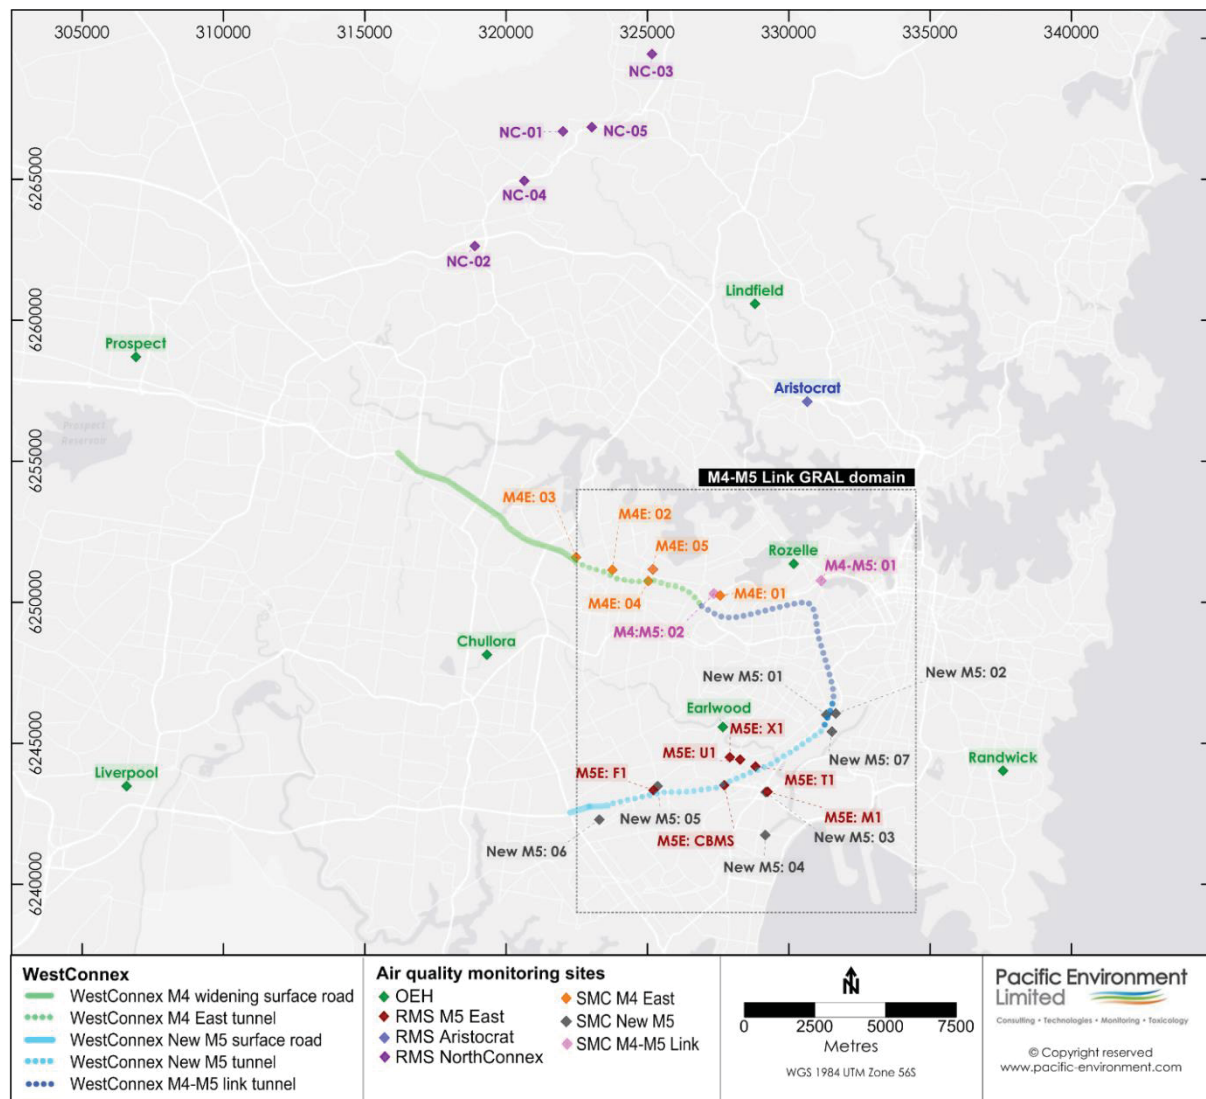 305000
310000
315000
320000
325000
330000
335000
340000
NC-03
NC-01
NC-05
6265000
NC-04
NC-02
Lindfield
6260000
Prospect
Aristocrat
Prospect
Reservoir
6255000
M4-M5 Link GRAL domain
M4E: 03
M4E: 02
M4E: 05
Rozelle
M4-M5: 01
6250000
M4E: 04
M4E: 01
M4:M5: 02
Chullora
New M5: 01
New M5: 02
Earlwood
6245000
M5E: X1
M5E: U1
New M5: 07
Randwick
Liverpool
M5E: F1
M5E: T1
New M5: 05
M5E: M1
M5E: CBMS
New M5: 03
New M5: 06
New M5: 04
6240000
WestConnex
WestConnex M4 widening surface road
WestConnex M4 East tunnel
WestConnex New M5 surface road
WestConnex New M5 tunnel
WestConnex M4-M5 link tunnel
Air quality monitoring sites
OEH
RMS M5 East
RMS Aristocrat
RMS NorthConnex
SMC M4 East
SMC New M5
SMC M4-M5 Link
N
0 2500 5000 7500
Metres
WGS 1984 UTM Zone 56S
Pacific Environment
Limited
Consulting • Technologies • Monitoring • Toxicology
© Copyright reserved
www.pacific-environment.com